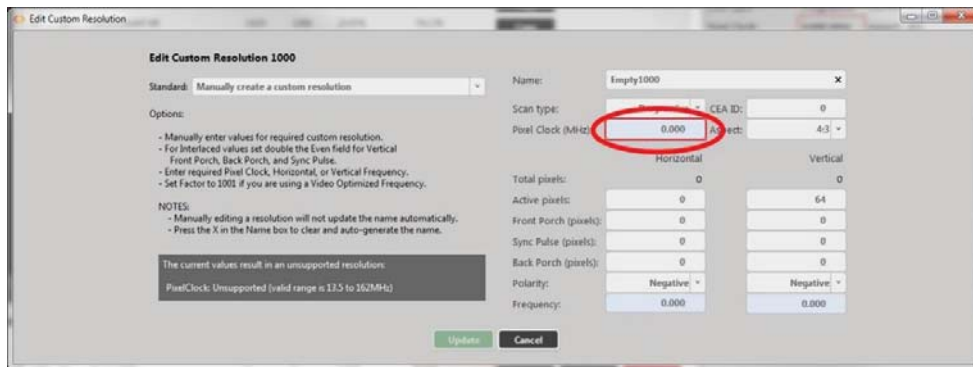 Edit Custom Resolution
Edit Custom Resolution 1000
Standard: Manually create a custom resolution
Options:
- Manually enter values for required custom resolution.
- For Interlaced values set double the Even field for Vertical
Front Porch, Back Porch, and Sync Pulse.
- Enter required Pixel Clock, Horizontal, or Vertical Frequency.
- Set Factor to 1001 if you are using a Video Optimized Frequency.
NOTES:
- Manually editing a resolution will not update the name automatically.
- Press the X in the Name box to clear and auto-generate the name.
The current values result in an unsupported resolution:
PixelClock: Unsupported (valid range is 13.5 to 162MHz)
Name: Empty1000 x
Scan type: CEA ID: 0
Pixel Clock (MHz): 0.000 Aspect: 4:3
Horizontal Vertical
Total pixels: 0 0
Active pixels: 0 64
Front Porch (pixels): 0 0
Sync Pulse (pixels): 0 0
Back Porch (pixels): 0 0
Polarity: Negative Negative
Frequency: 0.000 0.000
Update Cancel